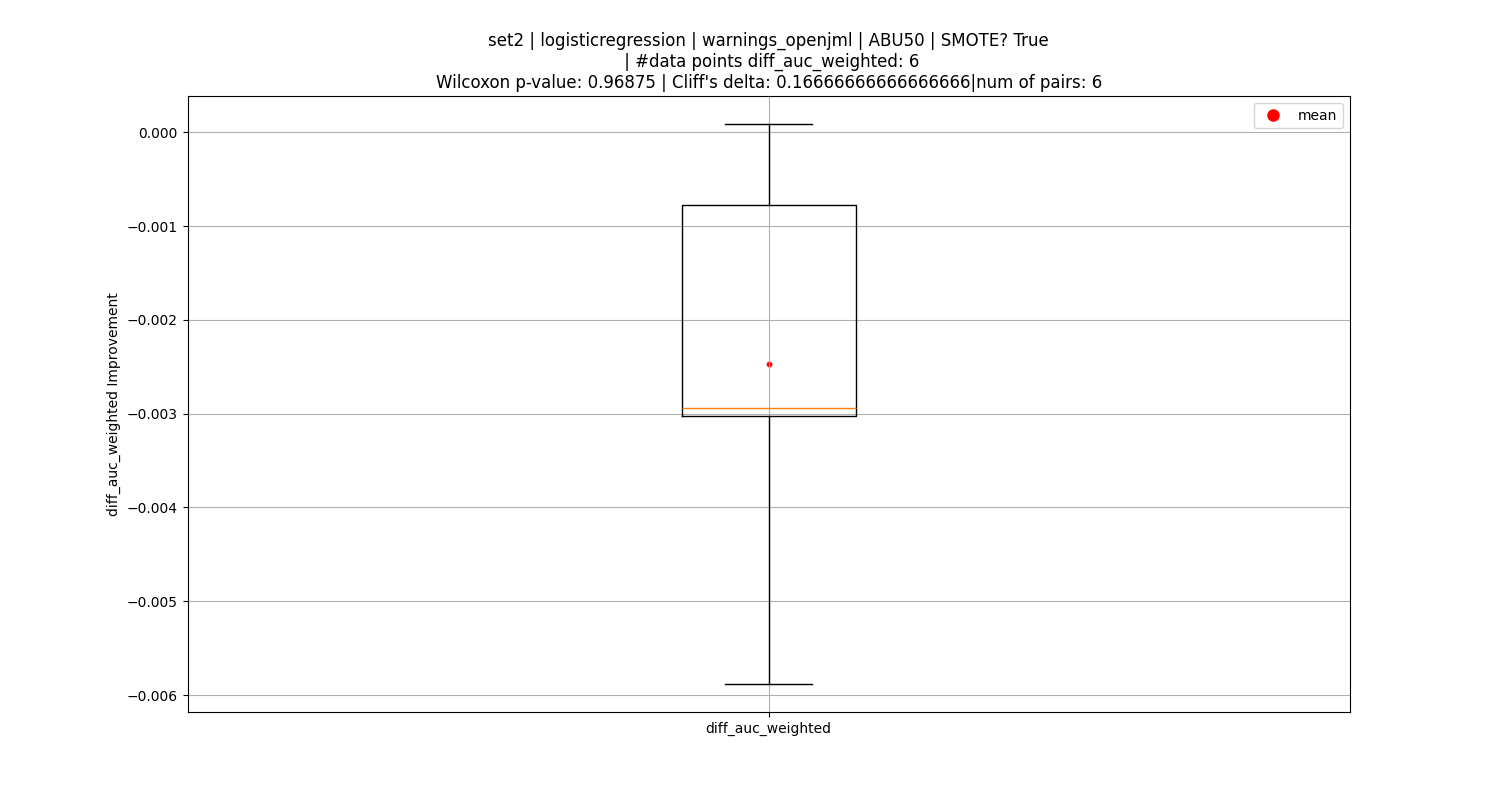 set2 | logisticregression | warnings_openjml | ABU50 | SMOTE? True
| #data points diff_auc_weighted: 6
Wilcoxon p-value: 0.96875 | Cliff's delta: 0.16666666666666666|num of pairs: 6
mean
0.000
−0.001
−0.002
−0.003
−0.004
−0.005
−0.006
diff_auc_weighted Improvement
diff_auc_weighted